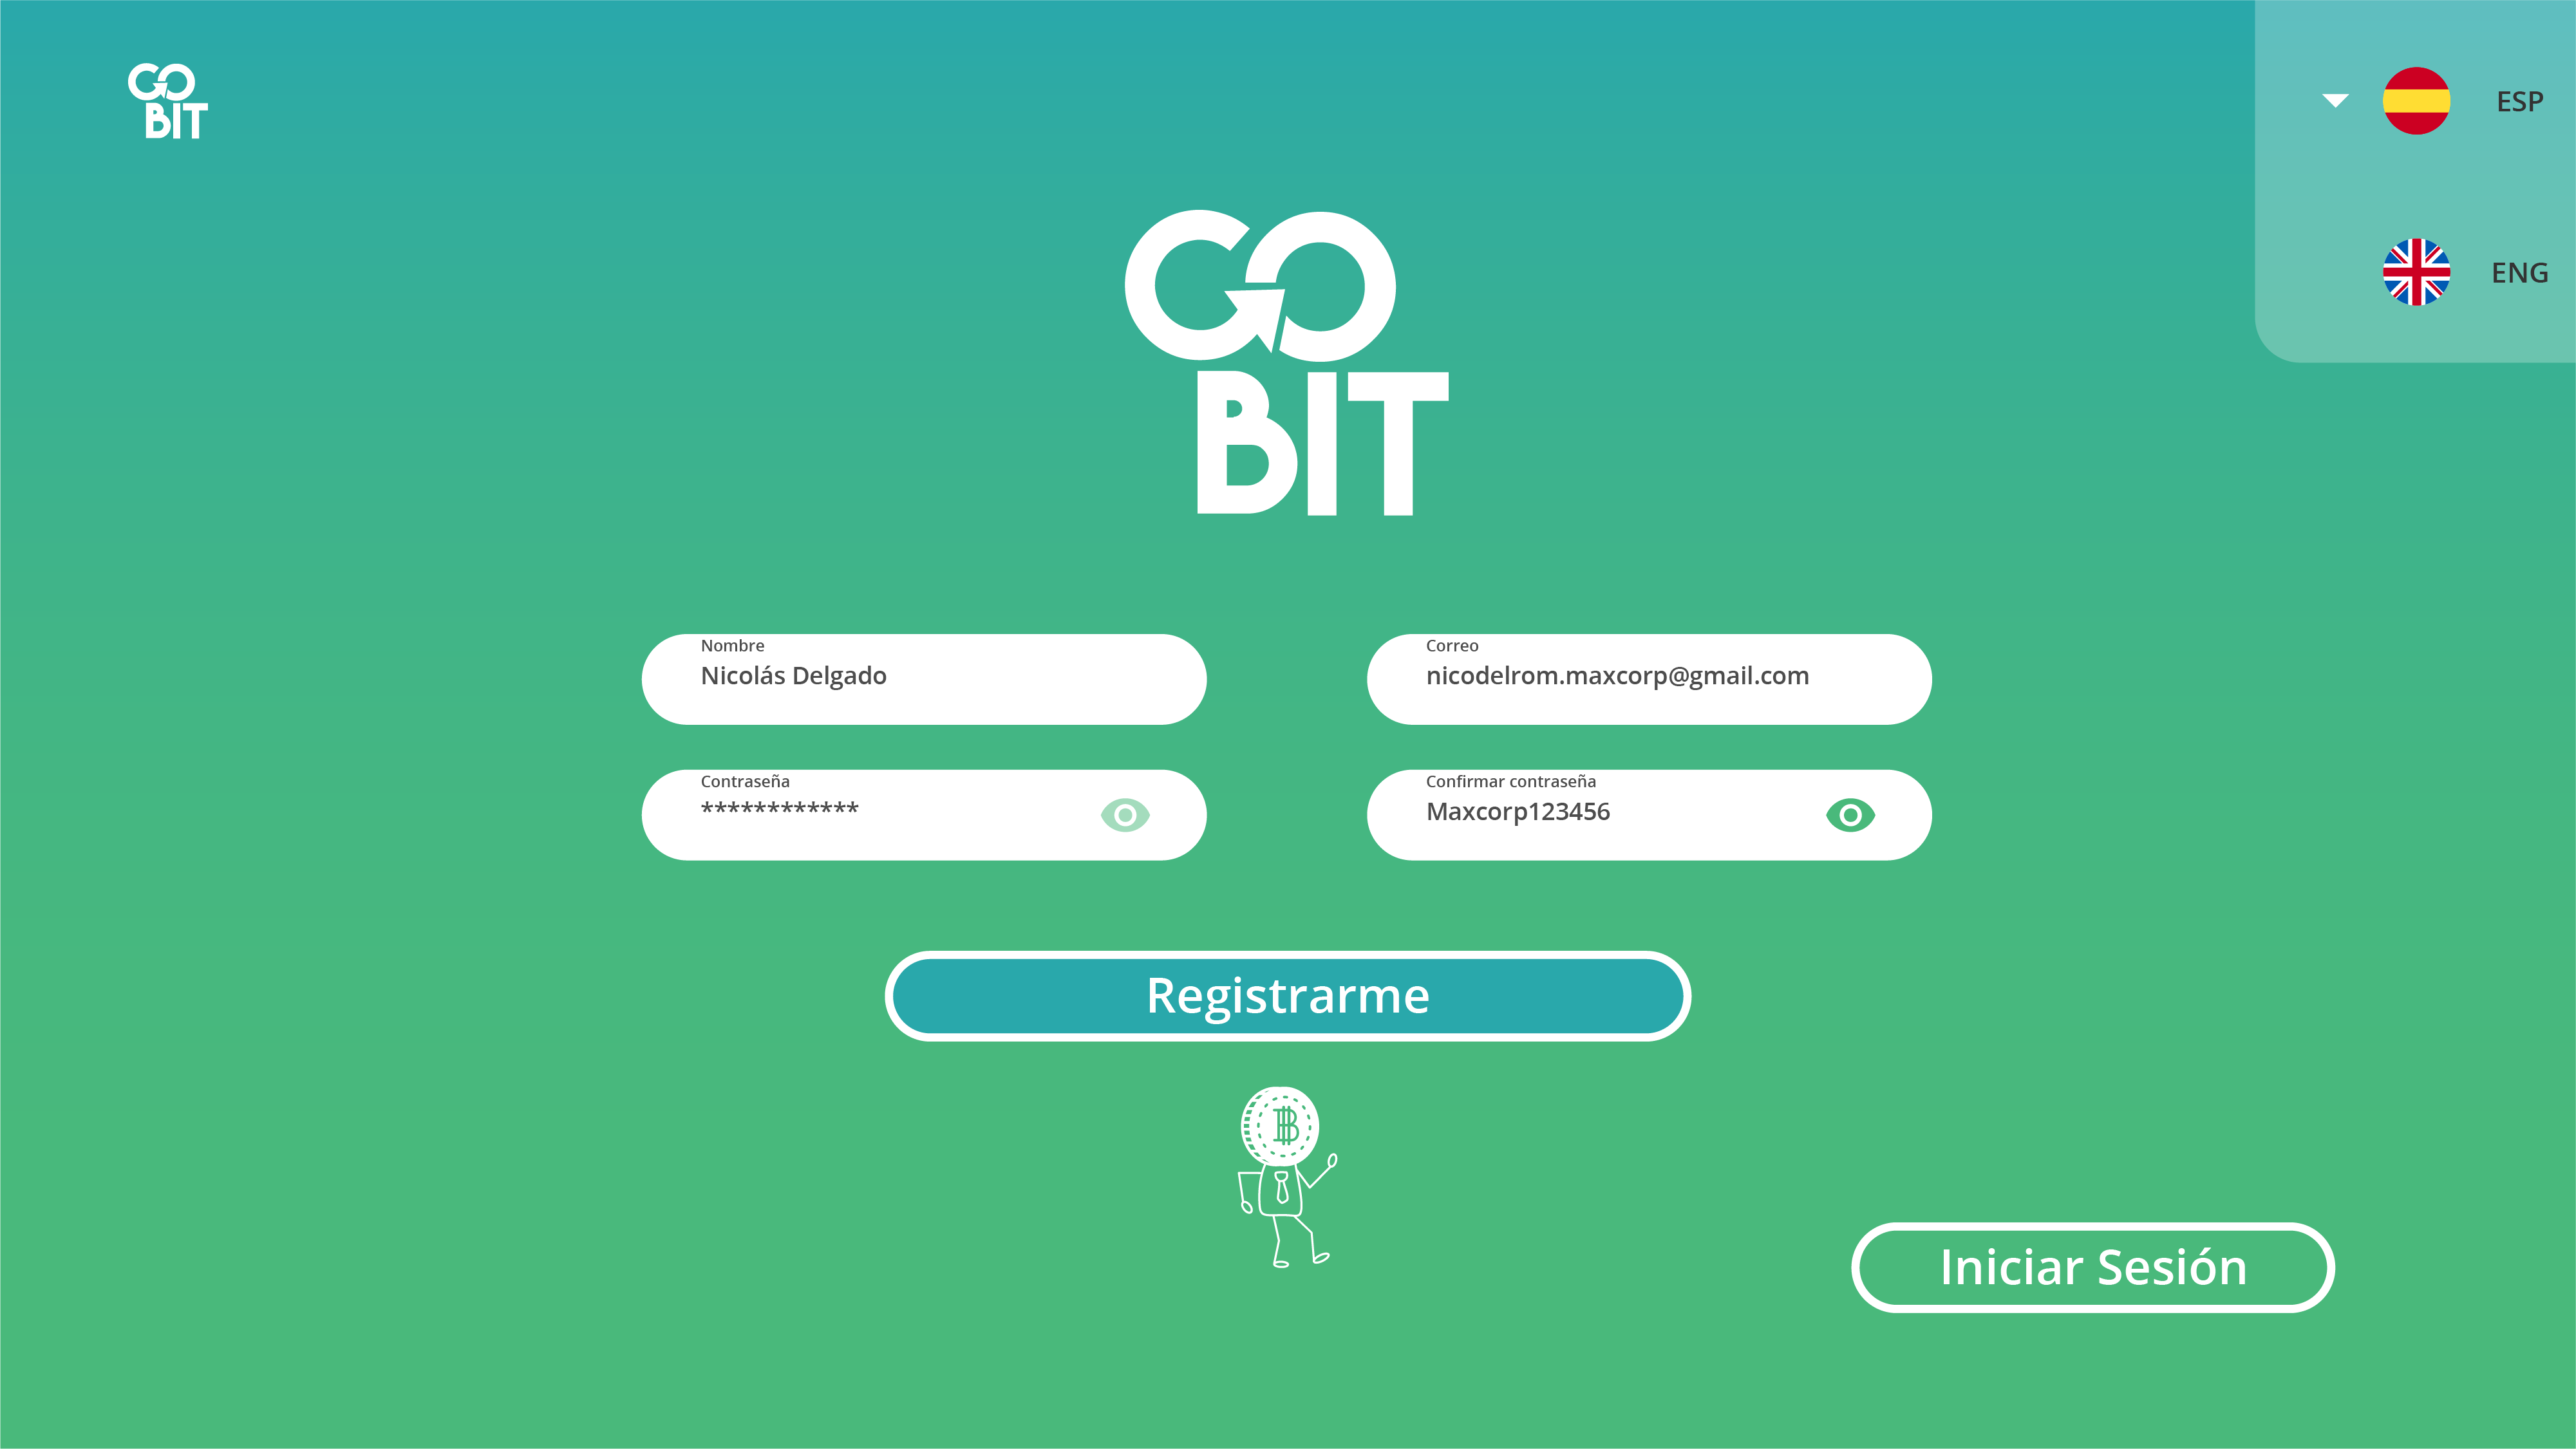 GO
BIT
ESP
ENG
GO
BIT
Nombre
Nicolás Delgado
Correo
nicodelrom.maxcorp@gmail.com
Contraseña
************
Confirmar contraseña
Maxcorp123456
Registrarme
Iniciar Sesión